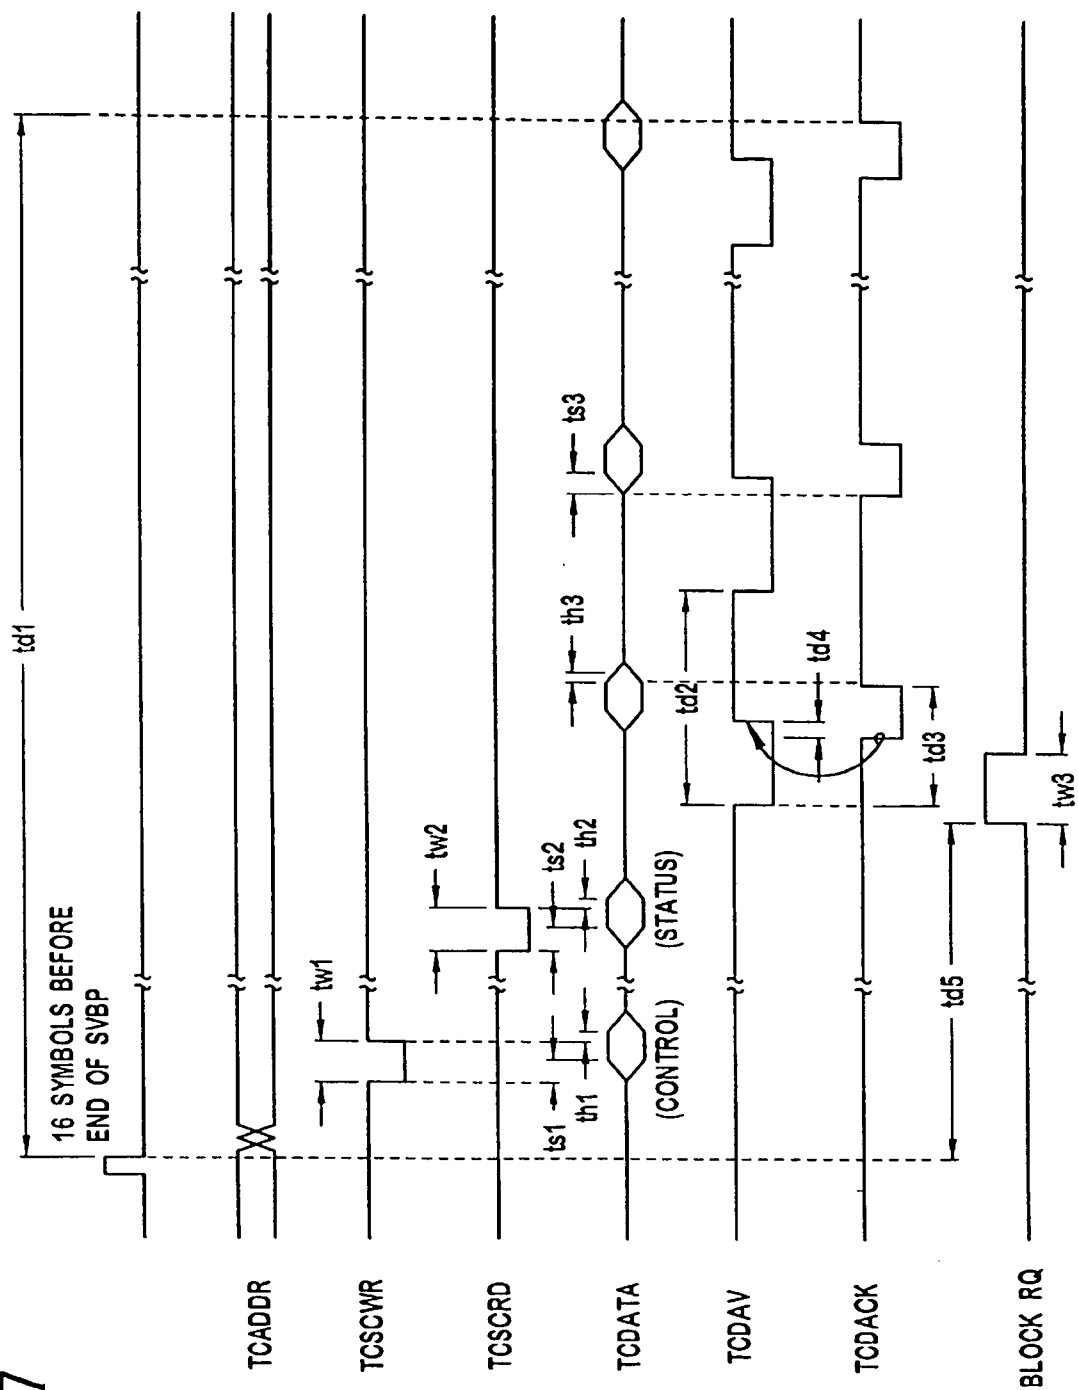 7
td1
16 SYMBOLS BEFORE
END OF SVBP
TCADDR
tw1
TCSCWR
tw2
TCSCRD
ts1
ts2
ts3
th1
th2
th3
TCDATA
(CONTROL)
(STATUS)
td2
TCDAV
td4
TCDACK
td3
td5
tw3
BLOCK RQ